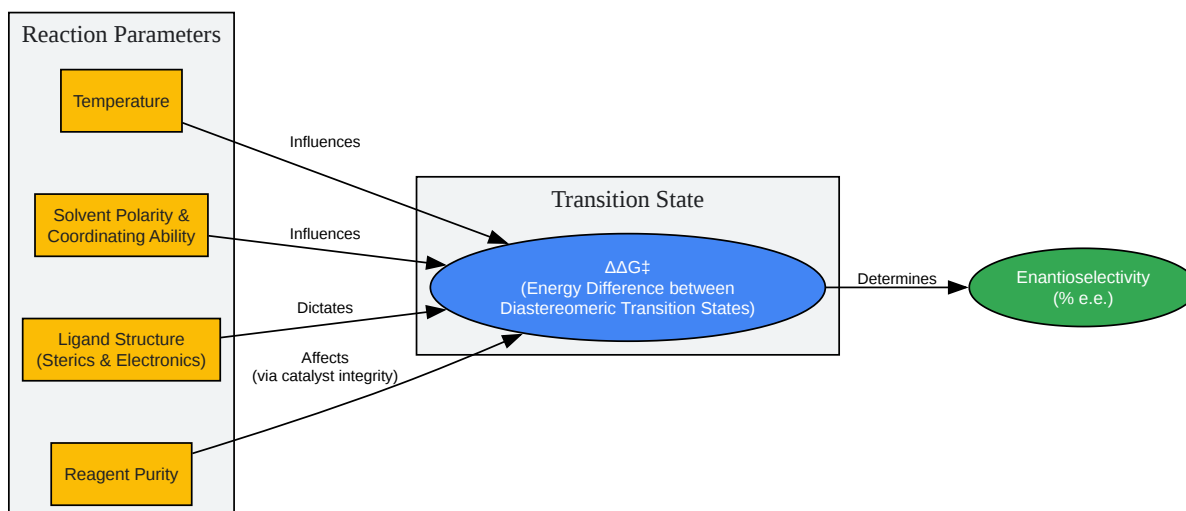 Reaction Parameters
Temperature
Influences
Solvent Polarity &
Coordinating Ability
Influences
Ligand Structure
(Sterics & Electronics)
Dictates
Reagent Purity
Affects
(via catalyst integrity)
Transition State
ΔΔG‡
(Energy Difference between
Diastereomeric Transition States)
Determines
Enantioselectivity
(% e.e.)